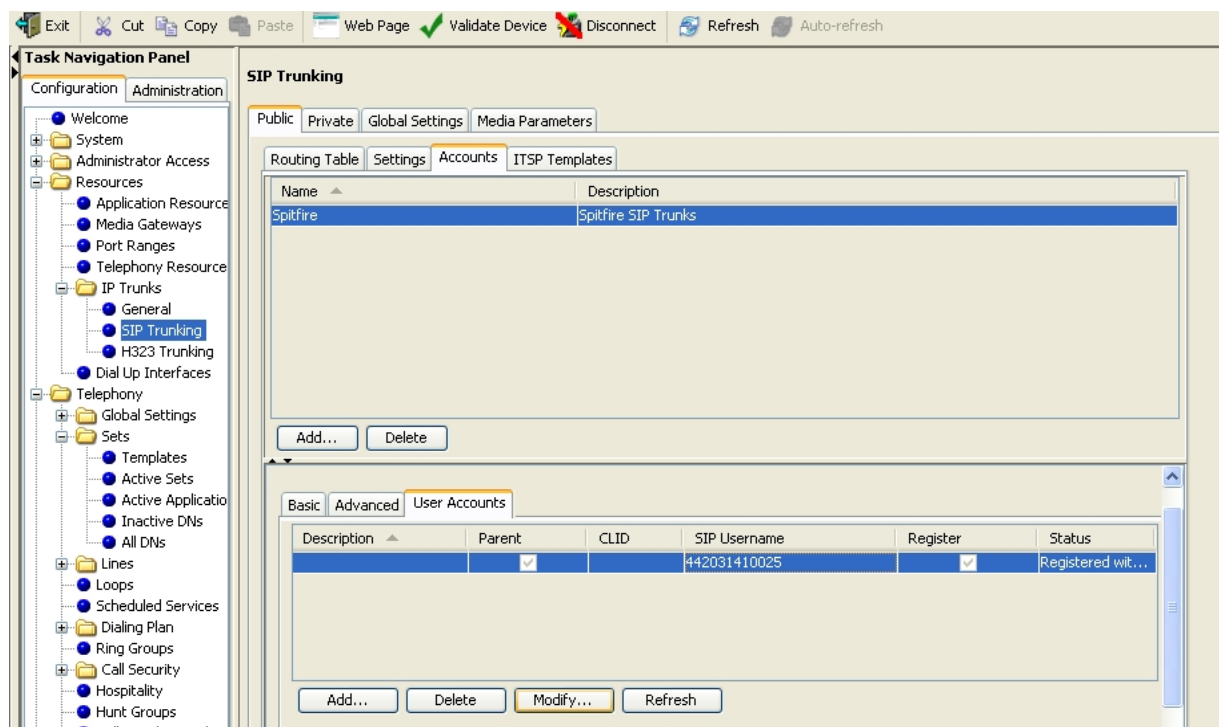 Exit Cut Copy Paste Web Page Validate Device Disconnect Refresh Auto-refresh
Task Navigation Panel
Configuration Administration
Welcome
System
Administrator Access
Resources
Application Resource
Media Gateways
Port Ranges
Telephony Resource
IP Trunks
General
SIP Trunking
H323 Trunking
Dial Up Interfaces
Telephony
Global Settings
Sets
Templates
Active Sets
Active Applicatio
Inactive DNs
All DNs
Lines
Loops
Scheduled Services
Dialing Plan
Ring Groups
Call Security
Hospitality
Hunt Groups
SIP Trunking
Public Private Global Settings Media Parameters
Routing Table Settings Accounts ITSP Templates
Name Description
Spitfire Spitfire SIP Trunks
Add... Delete
Basic Advanced User Accounts
Description Parent CLID SIP Username Register Status
442031410025 Registered wit...
Add... Delete Modify... Refresh